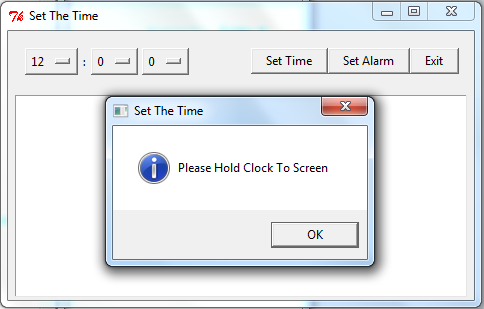 Set The Time
12 : 0 0 Set Time Set Alarm Exit
Set The Time
Please Hold Clock To Screen
OK